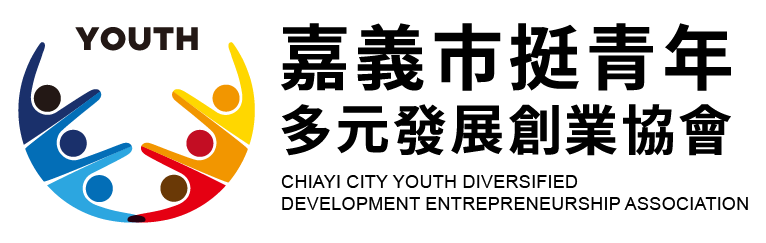 YOUTH
嘉義市挺青年
多元發展創業協會
CHIAYI CITY YOUTH DIVERSIFIED
DEVELOPMENT ENTREPRENEURSHIP ASSOCIATION